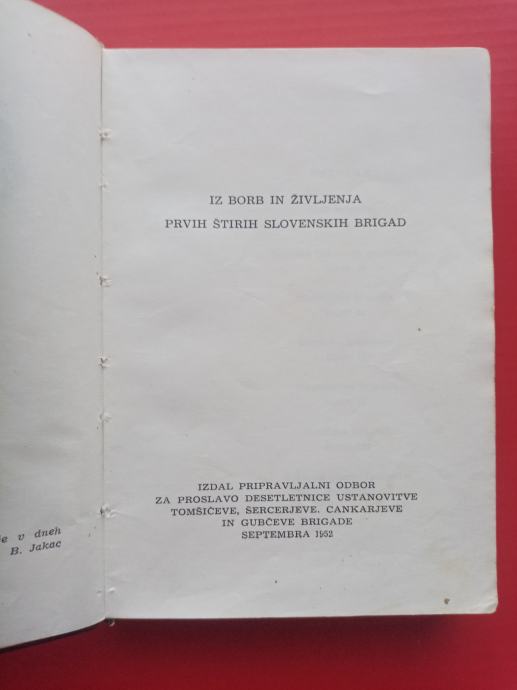 je v dneh
B. Jakac
IZ BORB IN ŽIVLJENJA
PRVIH ŠTIRIH SLOVENSKIH BRIGAD
IZDAL PRIPRAVLJALNI ODBOR
ZA PROSLAVO DESETLETNICE USTANOVITVE
TOMŠIČEVE, ŠERCERJEVE. CANKARJEVE
IN GUBČEVE BRIGADE
SEPTEMBRA 1952